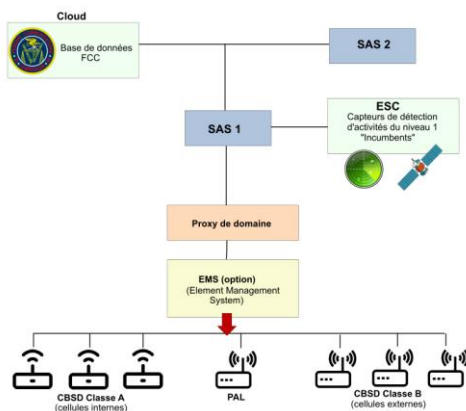 Cloud
Base de données
FCC
SAS 2
SAS 1
ESC
Capteurs de détection
d'activités du niveau 1
"Incumbents"
Proxy de domaine
EMS (option)
(Element Management
System)
CBSD Classe A
(cellules internes)
PAL
CBSD Classe B
(cellules externes)